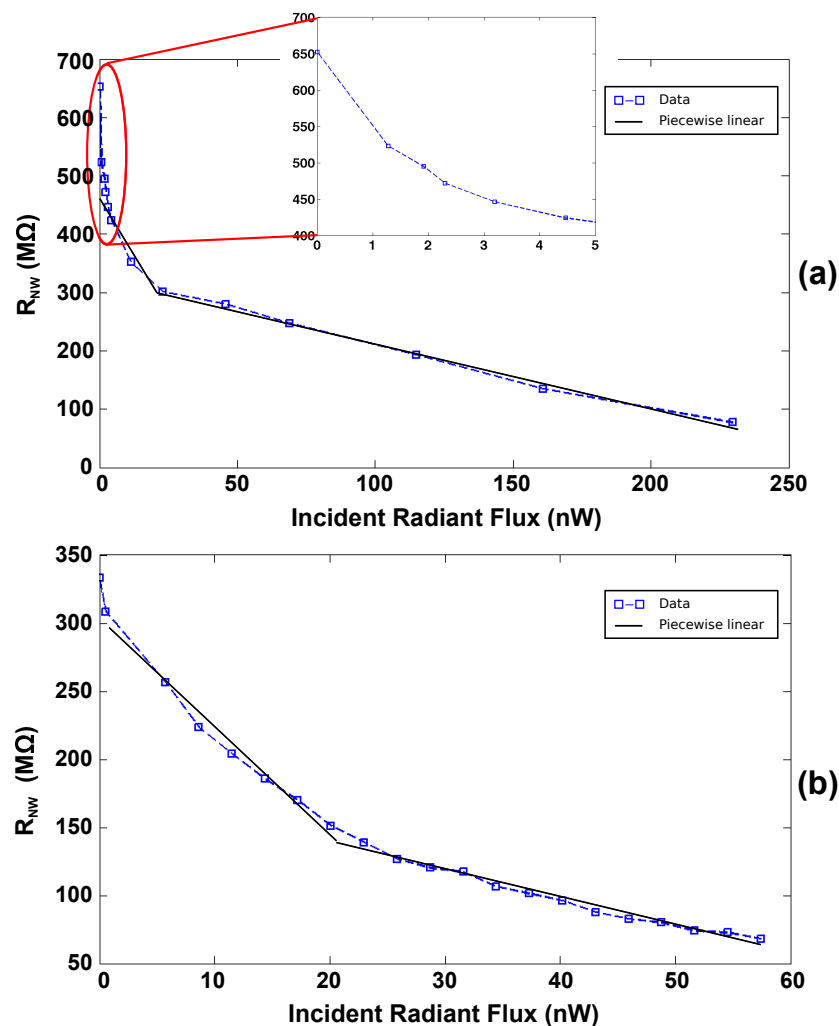 700
650
600
550
500
450
400
0 1 2 3 4 5
700
600
500
400
300
200
100
0
0 50 100 150 200 250
R_NW (MΩ)
Incident Radiant Flux (nW)
Data
Piecewise linear
(a)
350
300
250
200
150
100
50
0 10 20 30 40 50 60
R_NW (MΩ)
Incident Radiant Flux (nW)
Data
Piecewise linear
(b)